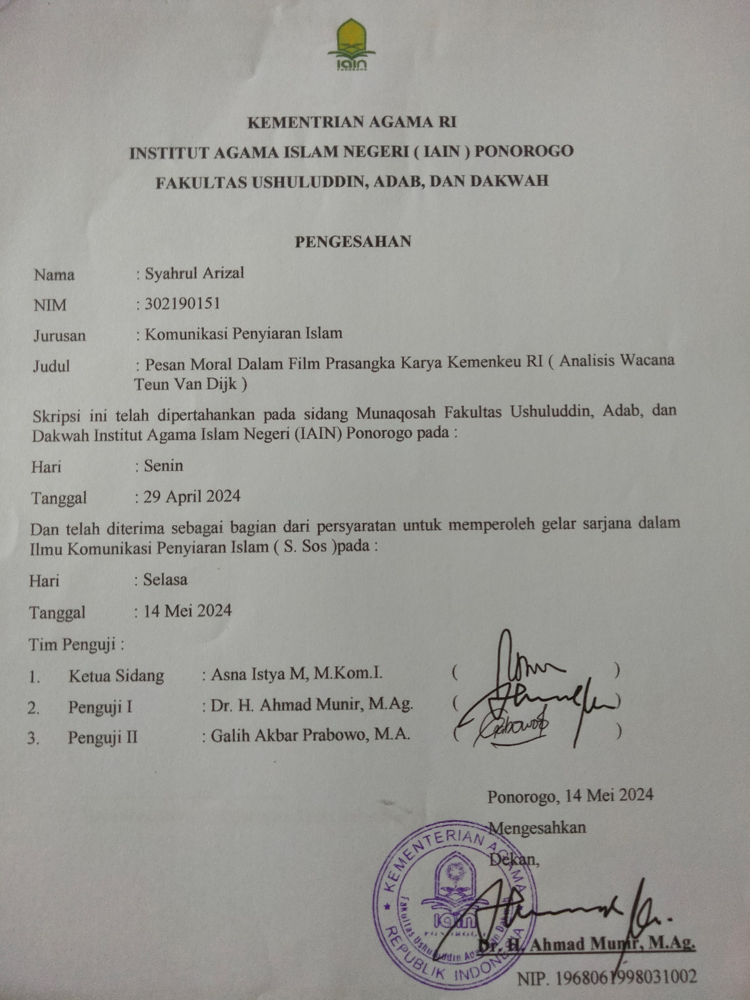 iain
PONOROGO
KEMENTRIAN AGAMA RI
INSTITUT AGAMA ISLAM NEGERI ( IAIN ) PONOROGO
FAKULTAS USHULUDDIN, ADAB, DAN DAKWAH
PENGESAHAN
Nama : Syahrul Arizal
NIM : 302190151
Jurusan : Komunikasi Penyiaran Islam
Judul : Pesan Moral Dalam Film Prasangka Karya Kemenkeu RI ( Analisis Wacana
Teun Van Dijk )
Skripsi ini telah dipertahankan pada sidang Munaqosah Fakultas Ushuluddin, Adab, dan
Dakwah Institut Agama Islam Negeri (IAIN) Ponorogo pada :
Hari : Senin
Tanggal : 29 April 2024
Dan telah diterima sebagai bagian dari persyaratan untuk memperoleh gelar sarjana dalam
Ilmu Komunikasi Penyiaran Islam ( S. Sos )pada :
Hari : Selasa
Tanggal : 14 Mei 2024
Tim Penguji :
1. Ketua Sidang : Asna Istya M, M.Kom.I. ( )
2. Penguji I : Dr. H. Ahmad Munir, M.Ag. ( )
3. Penguji II : Galih Akbar Prabowo, M.A. ( )
Ponorogo, 14 Mei 2024
Mengesahkan
Dekan,
KEMENTERIAN AGAMA
REPUBLIK INDONESIA
Fakultas Ushuluddin Adab dan Dakwah
iain
PONOROGO
Dr. H. Ahmad Munir, M.Ag.
NIP. 1968061998031002